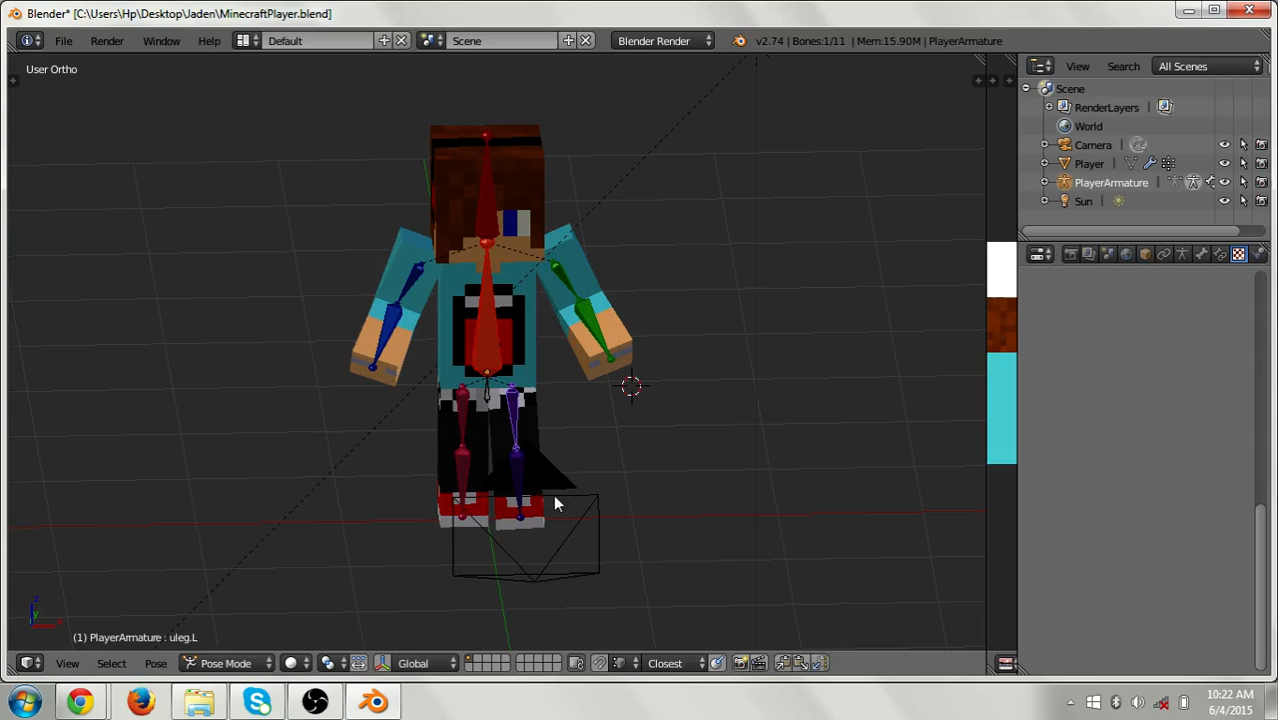 Blender* [C:\Users\Hp\Desktop\Jaden\MinecraftPlayer.blend]
File Render Window Help Default Scene Blender Render v2.74 | Bones:1/11 | Mem:15.90M | PlayerArmature
User Ortho
View Search All Scenes
Scene
RenderLayers
World
Camera
Player
PlayerArmature
Sun
z
y
x
(1) PlayerArmature : uleg.L
View Select Pose Pose Mode Global Closest
10:22 AM
6/4/2015